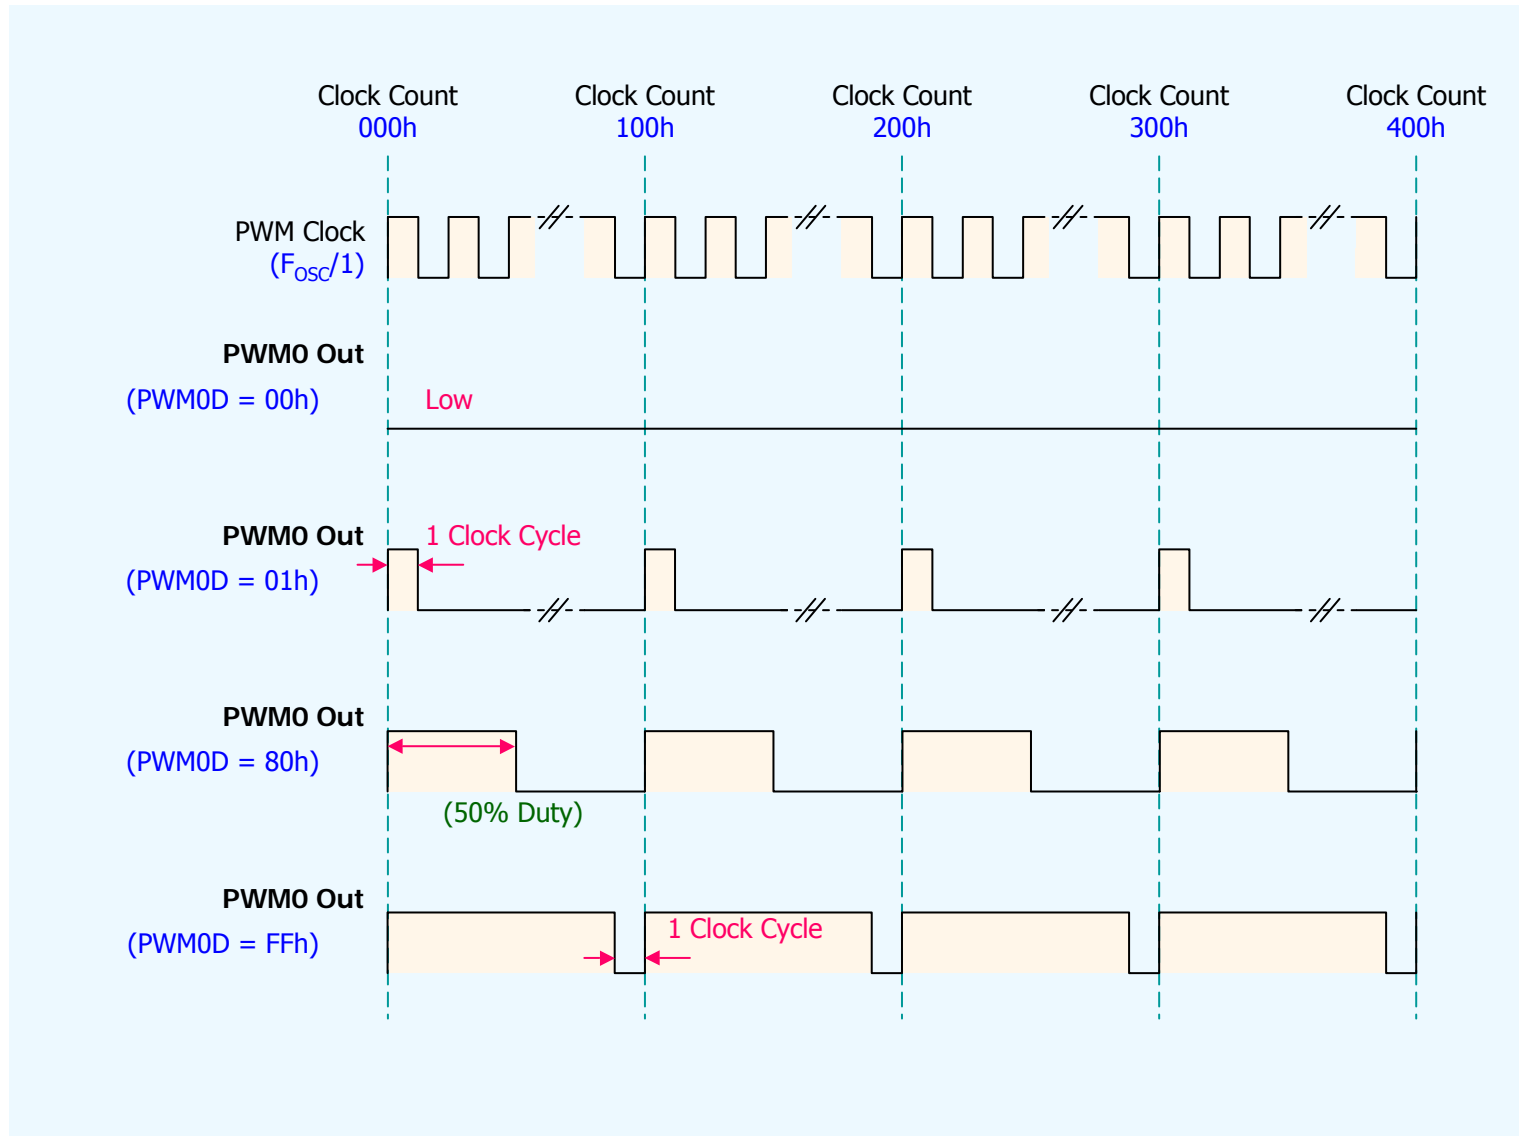 Clock Count Clock Count Clock Count Clock Count Clock Count
000h 100h 200h 300h 400h
PWM Clock
(FOSC/1)
PWM0 Out
(PWM0D = 00h) Low
PWM0 Out 1 Clock Cycle
(PWM0D = 01h)
PWM0 Out
(PWM0D = 80h)
(50% Duty)
PWM0 Out
1 Clock Cycle
(PWM0D = FFh)